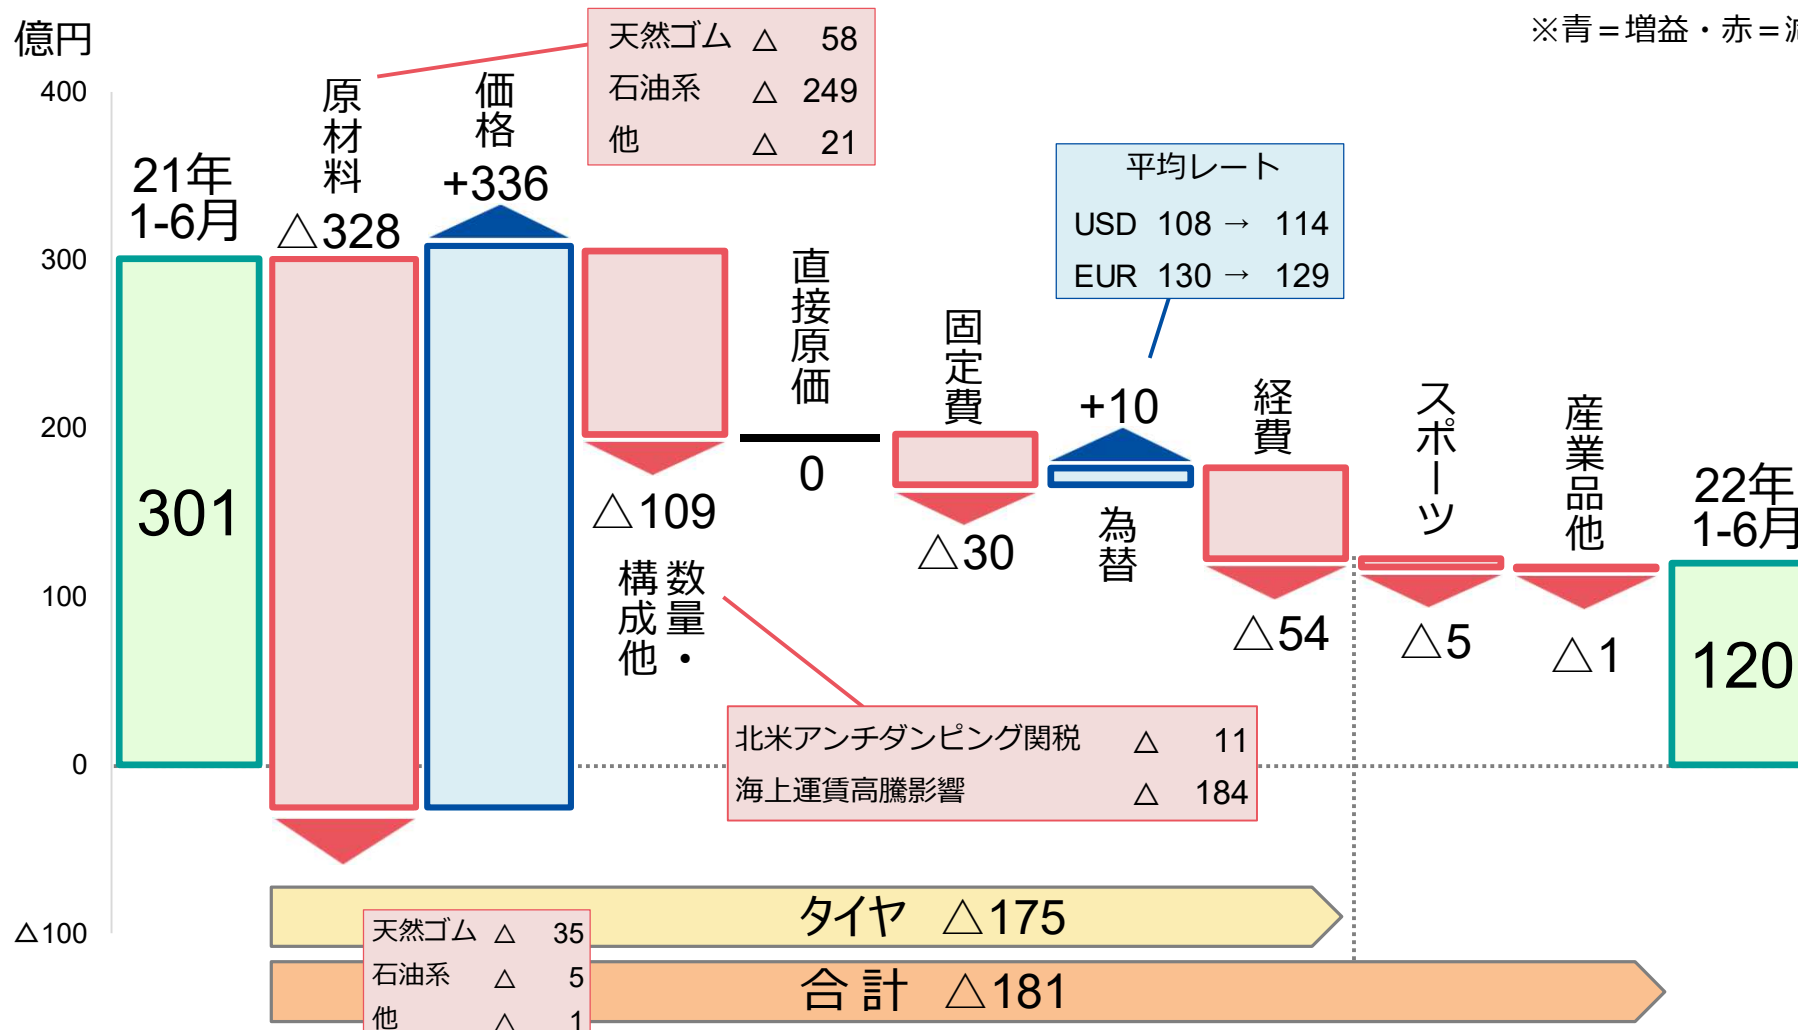 億円
※青＝増益・赤＝減
400
300
200
100
0
△100
21年
1-6月
301
原材料
△328
天然ゴム △ 58
石油系 △ 249
他 △ 21
価格
+336
△109
数量・
構成他
北米アンチダンピング関税 △ 11
海上運賃高騰影響 △ 184
直接原価
0
固定費
△30
平均レート
USD 108 → 114
EUR 130 → 129
+10
為替
経費
△54
スポーツ
△5
産業品他
△1
22年
1-6月
120
タイヤ △175
合計 △181
天然ゴム △ 35
石油系 △ 5
他 △ 1